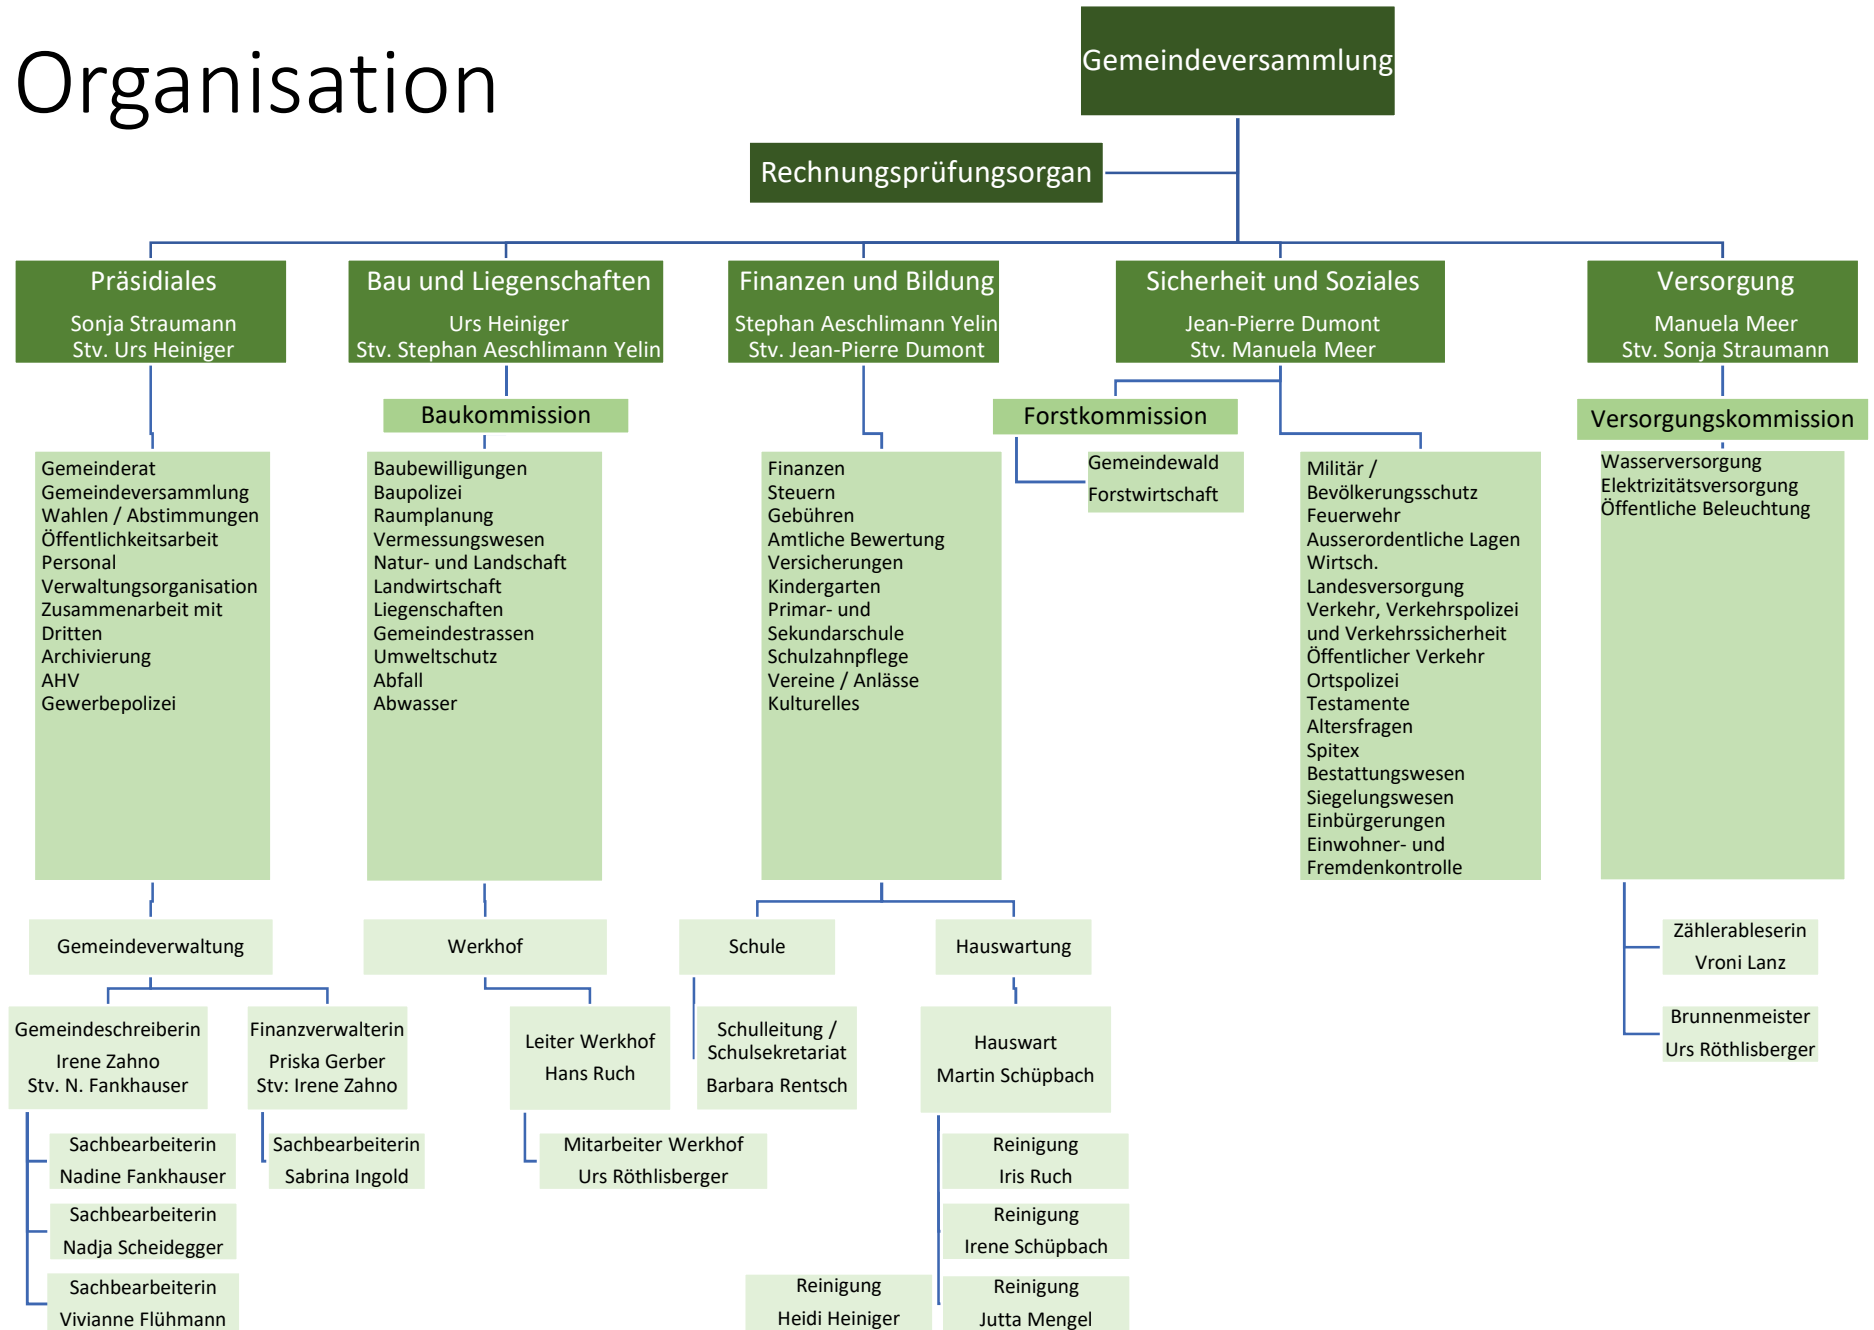 Organisation
Gemeindeversammlung
Rechnungsprüfungsorgan
Präsidiales
Sonja Straumann
Stv. Urs Heiniger
Bau und Liegenschaften
Urs Heiniger
Stv. Stephan Aeschlimann Yelin
Finanzen und Bildung
Stephan Aeschlimann Yelin
Stv. Jean-Pierre Dumont
Sicherheit und Soziales
Jean-Pierre Dumont
Stv. Manuela Meer
Versorgung
Manuela Meer
Stv. Sonja Straumann
Baukommission
Forstkommission
Versorgungskommission
Gemeinderat
Gemeindeversammlung
Wahlen / Abstimmungen
Öffentlichkeitsarbeit
Personal
Verwaltungsorganisation
Zusammenarbeit mit
Dritten
Archivierung
AHV
Gewerbepolizei
Baubewilligungen
Baupolizei
Raumplanung
Vermessungswesen
Natur- und Landschaft
Landwirtschaft
Liegenschaften
Gemeindestrassen
Umweltschutz
Abfall
Abwasser
Finanzen
Steuern
Gebühren
Amtliche Bewertung
Versicherungen
Kindergarten
Primar- und
Sekundarschule
Schulzahnpflege
Vereine / Anlässe
Kulturelles
Gemeindewald
Forstwirtschaft
Militär /
Bevölkerungsschutz
Feuerwehr
Ausserordentliche Lagen
Wirtsch.
Landesversorgung
Verkehr, Verkehrspolizei
und Verkehrssicherheit
Öffentlicher Verkehr
Ortspolizei
Testamente
Altersfragen
Spitex
Bestattungswesen
Siegelungswesen
Einbürgerungen
Einwohner- und
Fremdenkontrolle
Wasserversorgung
Elektrizitätsversorgung
Öffentliche Beleuchtung
Gemeindeverwaltung
Werkhof
Schule
Hauswartung
Zählerableserin
Vroni Lanz
Brunnenmeister
Urs Röthlisberger
Gemeindeschreiberin
Irene Zahno
Stv. N. Fankhauser
Finanzverwalterin
Priska Gerber
Stv: Irene Zahno
Leiter Werkhof
Hans Ruch
Schulleitung /
Schulsekretariat
Barbara Rentsch
Hauswart
Martin Schüpbach
Sachbearbeiterin
Nadine Fankhauser
Sachbearbeiterin
Sabrina Ingold
Mitarbeiter Werkhof
Urs Röthlisberger
Reinigung
Iris Ruch
Sachbearbeiterin
Nadja Scheidegger
Reinigung
Irene Schüpbach
Sachbearbeiterin
Vivianne Flühmann
Reinigung
Heidi Heiniger
Reinigung
Jutta Mengel